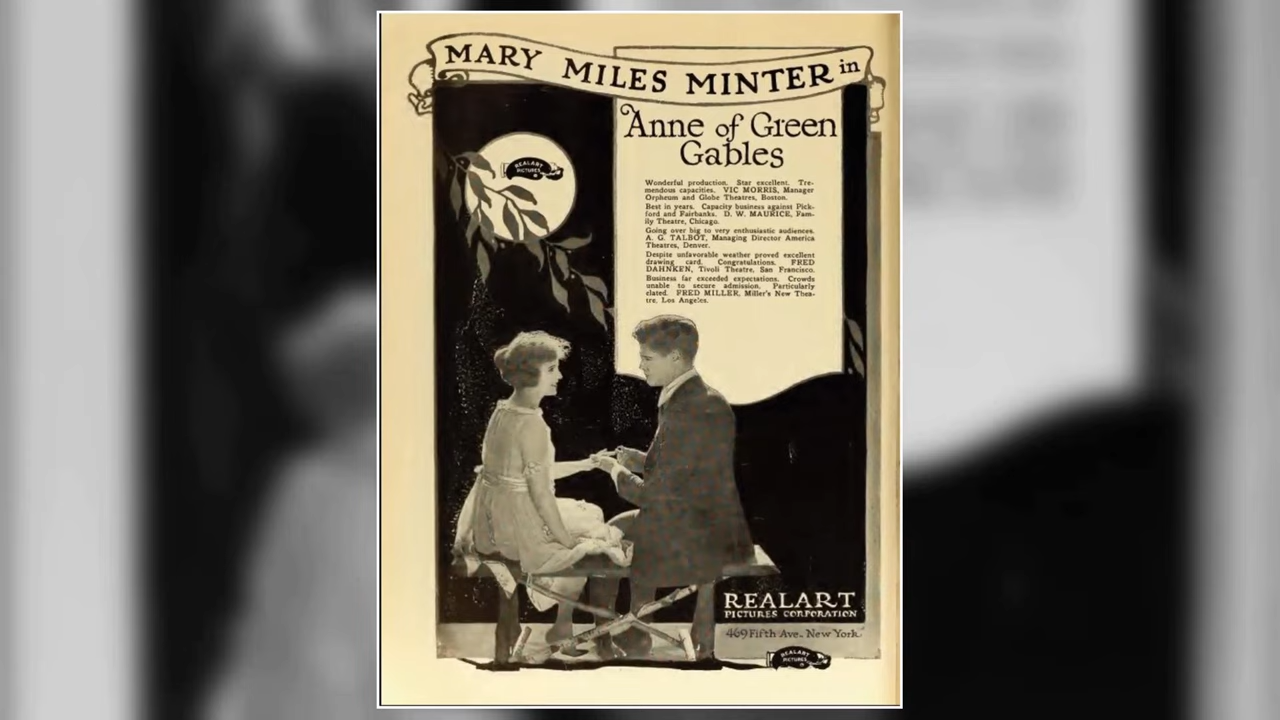 MARY MILES MINTER in
Anne of Green
Gables
REALART
PICTURES
Wonderful production. Star excellent. Tre-
mendous capacities. VIC MORRIS, Manager
Orpheum and Globe Theatres, Boston.
Best in years. Capacity business against Pick-
ford and Fairbanks. D. W. MAURICE, Fam-
ily Theatre, Chicago.
Going over big to very enthusiastic audiences.
A. G. TALBOT, Managing Director America
Theatres, Denver.
Despite unfavorable weather proved excellent
drawing card. Congratulations. FRED
DAHNKEN, Tivoli Theatre, San Francisco.
Business far exceeded expectations. Crowds
unable to secure admission. Particularly
elated. FRED MILLER, Miller's New Thea-
tre, Los Angeles.
REALART
PICTURES CORPORATION
469 Fifth Ave. New York.
REALART
PICTURES